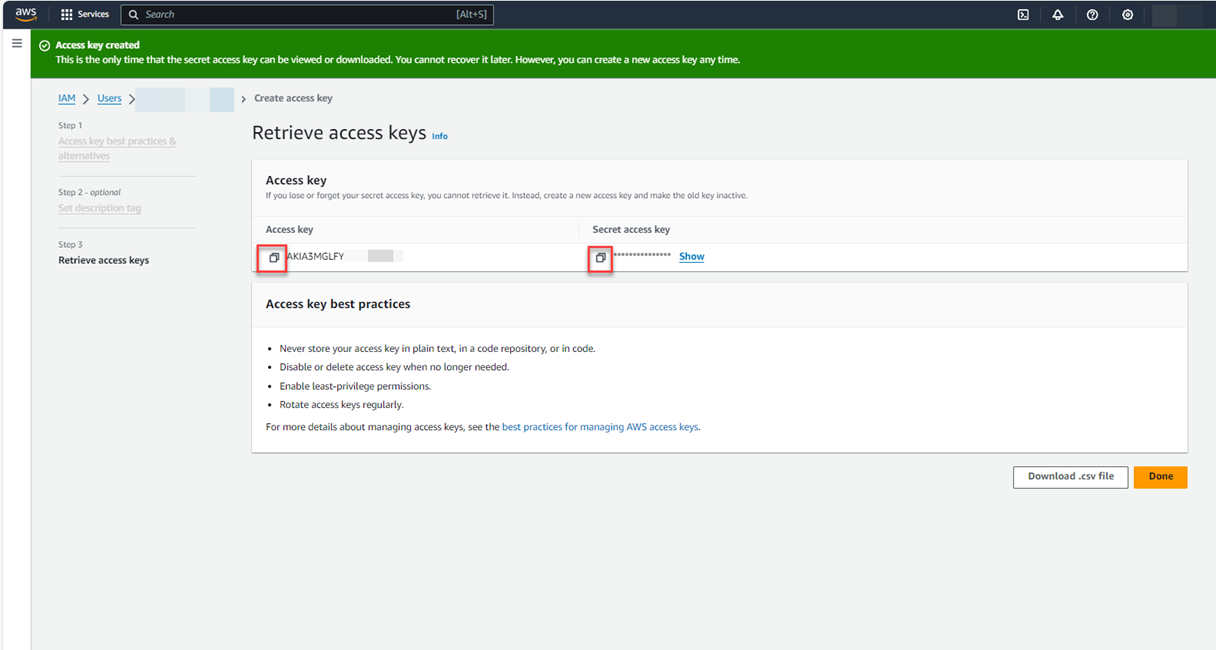 aws Services Search [Alt+S]
Access key created
This is the only time that the secret access key can be viewed or downloaded. You cannot recover it later. However, you can create a new access key any time.
IAM > Users > > Create access key
Step 1
Access key best practices &
alternatives
Step 2 - optional
Set description tag
Step 3
Retrieve access keys
Retrieve access keys Info
Access key
If you lose or forget your secret access key, you cannot retrieve it. Instead, create a new access key and make the old key inactive.
Access key Secret access key
AKIA3MGLFY *************** Show
Access key best practices
• Never store your access key in plain text, in a code repository, or in code.
• Disable or delete access key when no longer needed.
• Enable least-privilege permissions.
• Rotate access keys regularly.
For more details about managing access keys, see the best practices for managing AWS access keys.
Download .csv file Done